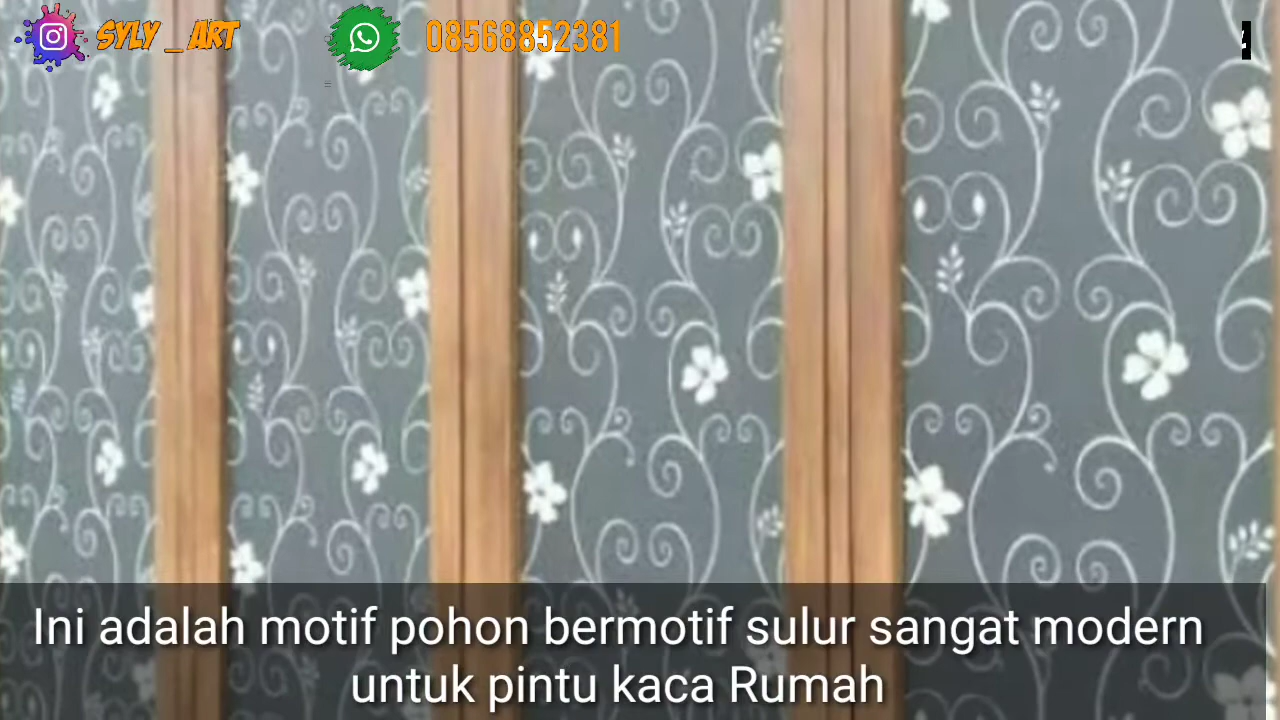 SYLY _ ART
08568852381
Ini adalah motif pohon bermotif sulur sangat modern
untuk pintu kaca Rumah